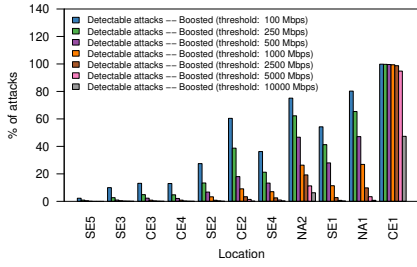 140
120
100
80
60
40
20
0
% of attacks
Detectable attacks −− Boosted (threshold: 100 Mbps)
Detectable attacks −− Boosted (threshold: 250 Mbps)
Detectable attacks −− Boosted (threshold: 500 Mbps)
Detectable attacks −− Boosted (threshold: 1000 Mbps)
Detectable attacks −− Boosted (threshold: 2500 Mbps)
Detectable attacks −− Boosted (threshold: 5000 Mbps)
Detectable attacks −− Boosted (threshold: 10000 Mbps)
SE5
SE3
CE3
CE4
SE2
CE2
SE4
NA2
SE1
NA1
CE1
Location